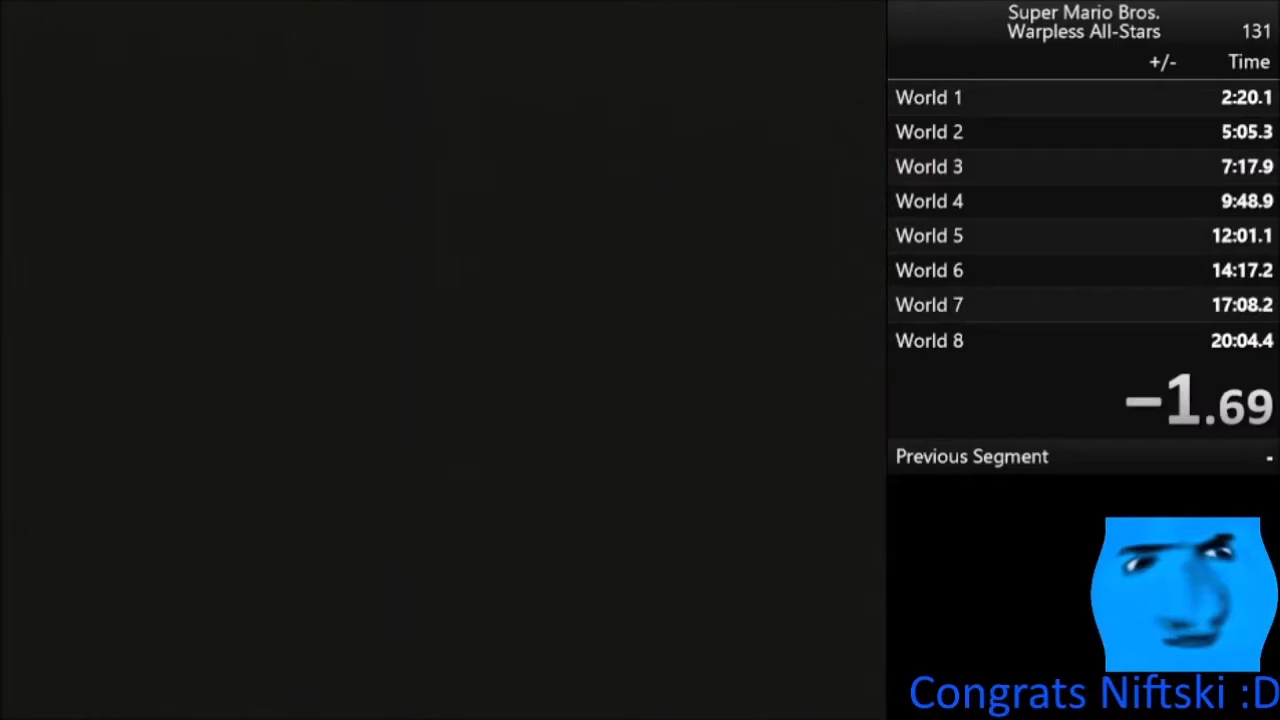 Super Mario Bros.
Warpless All-Stars 131
+/- Time
World 1 2:20.1
World 2 5:05.3
World 3 7:17.9
World 4 9:48.9
World 5 12:01.1
World 6 14:17.2
World 7 17:08.2
World 8 20:04.4
−1.69
Previous Segment -
Congrats Niftski :D